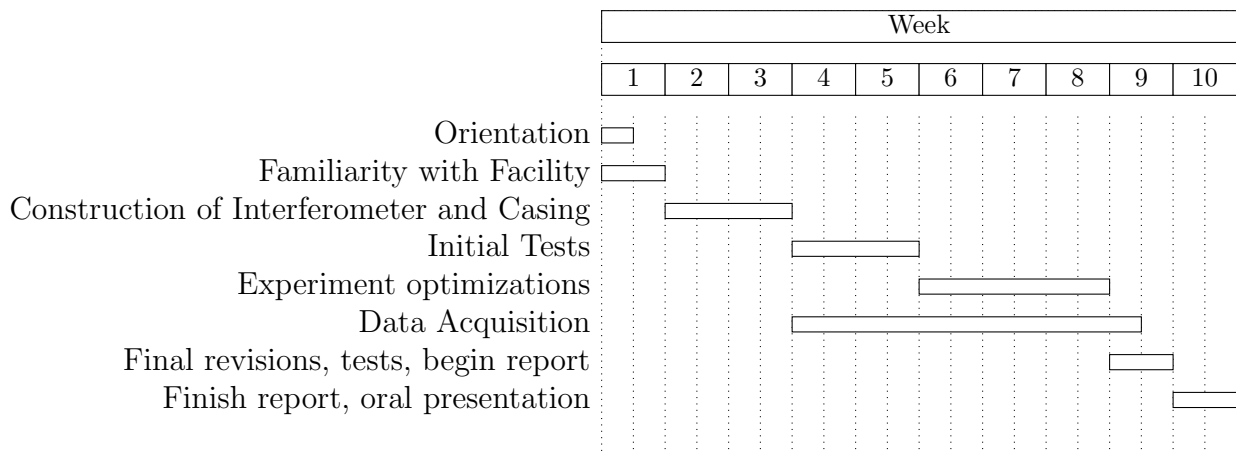 Week
1 2 3 4 5 6 7 8 9 10
Orientation
Familiarity with Facility
Construction of Interferometer and Casing
Initial Tests
Experiment optimizations
Data Acquisition
Final revisions, tests, begin report
Finish report, oral presentation